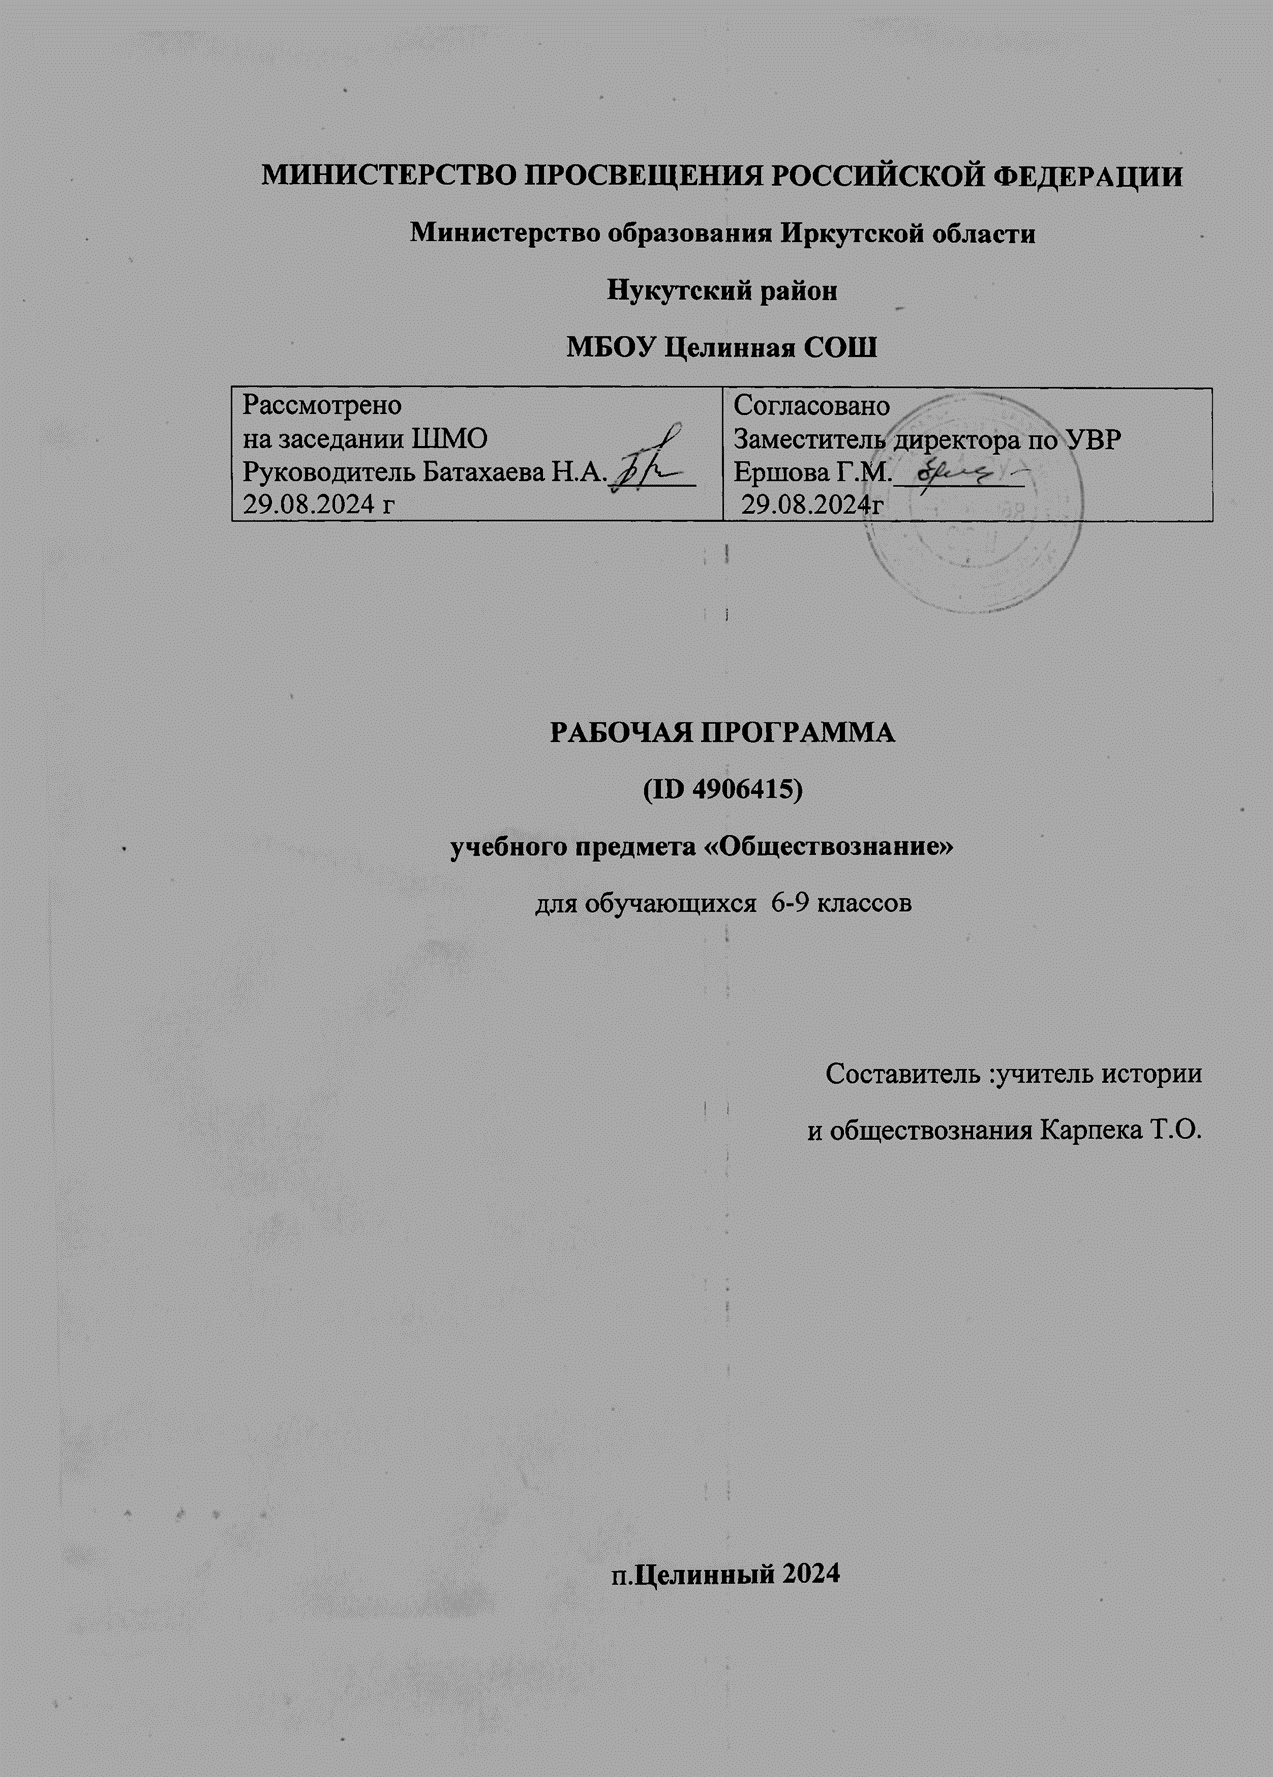 МИНИСТЕРСТВО ПРОСВЕЩЕНИЯ РОССИЙСКОЙ ФЕДЕРАЦИИ
Министерство образования Иркутской области
Нукутский район
МБОУ Целинная СОШ
Рассмотрено
на заседании ШМО
Руководитель Батахаева Н.А.
29.08.2024 г
Согласовано
Заместитель директора по УВР
Ершова Г.М.
29.08.2024г
РАБОЧАЯ ПРОГРАММА
(ID 4906415)
учебного предмета «Обществознание»
для обучающихся 6-9 классов
Составитель :учитель истории
и обществознания Карпека Т.О.
п.Целинный 2024